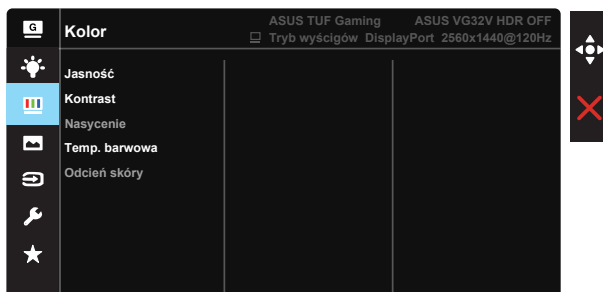 G
Kolor
ASUS TUF Gaming ASUS VG32V HDR OFF
Tryb wyścigów DisplayPort 2560x1440@120Hz
Jasność
Kontrast
Nasycenie
Temp. barwowa
Odcień skóry